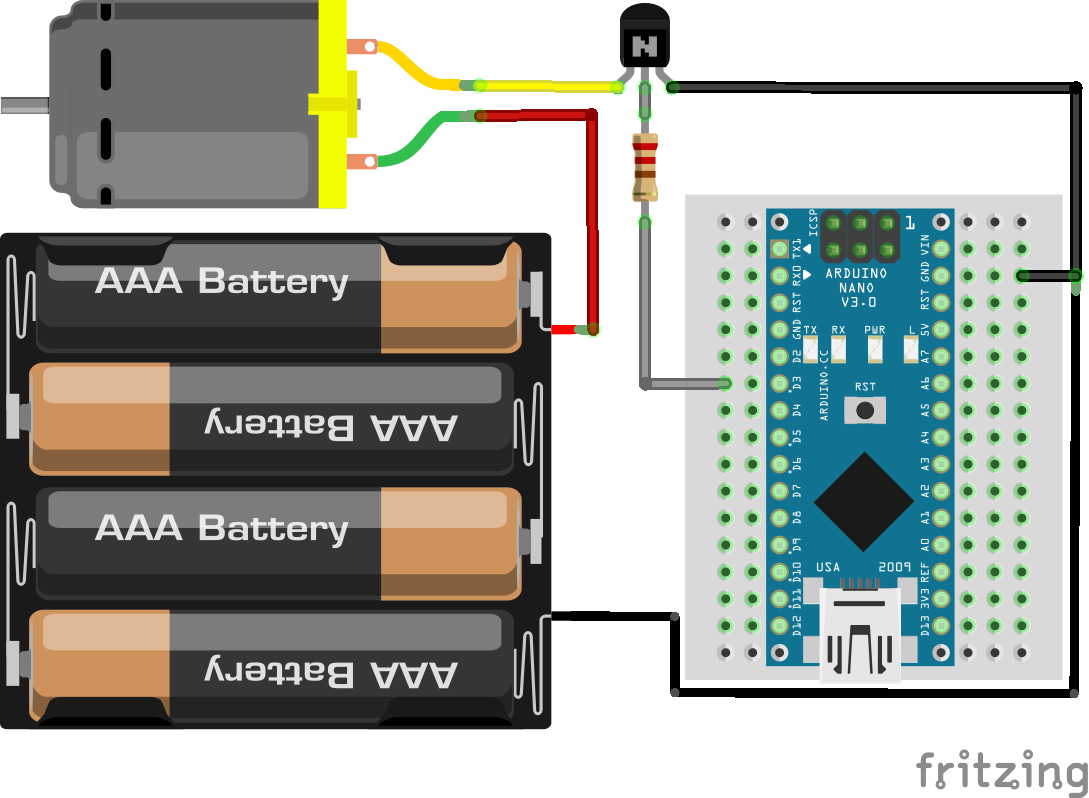 N
AAA Battery
AAA Battery
AAA Battery
AAA Battery
ICSP
1
TX1
RX0
RST
GND
D2
D3
D4
D5
D6
D7
D8
D9
D10
D11
D12
ARDUINO
NANO
V3.0
TX
RX
PWR
L
ARDUINO.CC
RST
USA
2009
VIN
GND
RST
5V
A7
A6
A5
A4
A3
A2
A1
A0
REF
3V3
D13
fritzing